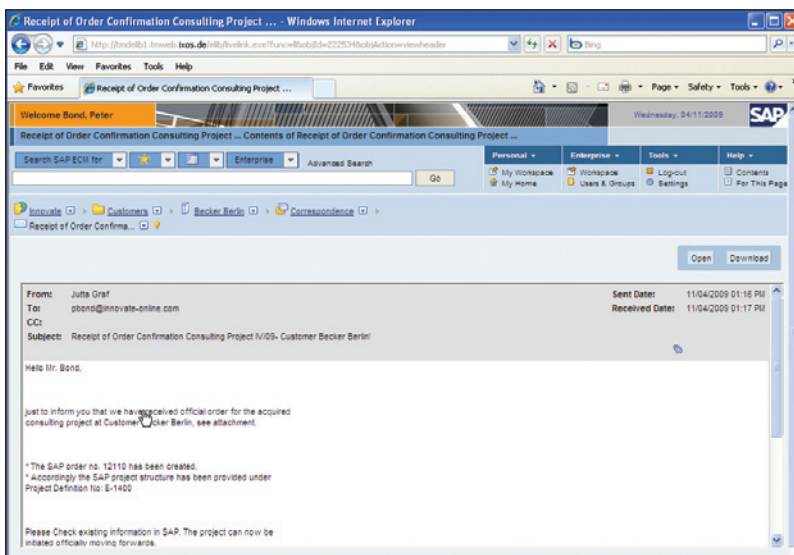 Receipt of Order Confirmation Consulting Project ... - Windows Internet Explorer
Bing
File Edit View Favorites Tools Help
Favorites Receipt of Order Confirmation Consulting Project ...
Page Safety Tools
Welcome Bond, Peter Wednesday, 04/11/2009 SAP
Receipt of Order Confirmation Consulting Project ... Contents of Receipt of Order Confirmation Consulting Project ...
Search SAP ECM for Enterprise Advanced Search
Go
Personal Enterprise Tools Help
My Workspace Workspace Log-out Contents
My Home Users & Groups Settings For This Page
Innovate > Customers > Becker Berlin > Correspondence >
Receipt of Order Confirma...
Open Download
From: Jutta Graf Sent Date: 11/04/2009 01:16 PM
To: pbond@innovate-online.com Received Date: 11/04/2009 01:17 PM
CC:
Subject: Receipt of Order Confirmation Consulting Project IV/09- Customer Becker Berlin'
Hello Mr. Bond,
just to inform you that we have received official order for the acquired
consulting project at Customer Becker Berlin, see attachment.
* The SAP order no. 12110 has been created.
* Accordingly the SAP project structure has been provided under
Project Definition No: E-1400
Please Check existing information in SAP. The project can now be
initiated officially moving forwards.